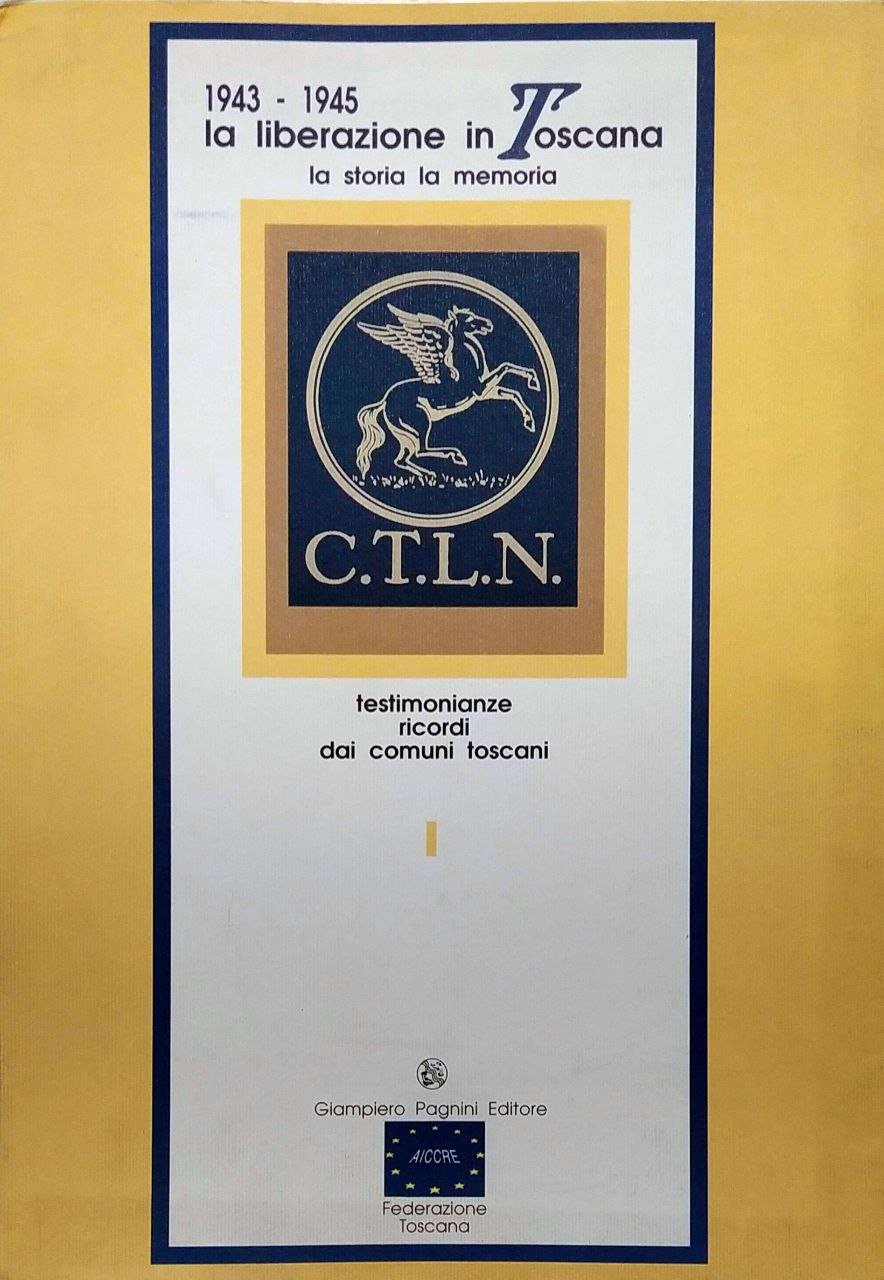 1943 - 1945
la liberazione in Toscana
la storia la memoria
C.T.L.N.
testimonianze
ricordi
dai comuni toscani
I
Giampiero Pagnini Editore
AICCRE
Federazione
Toscana